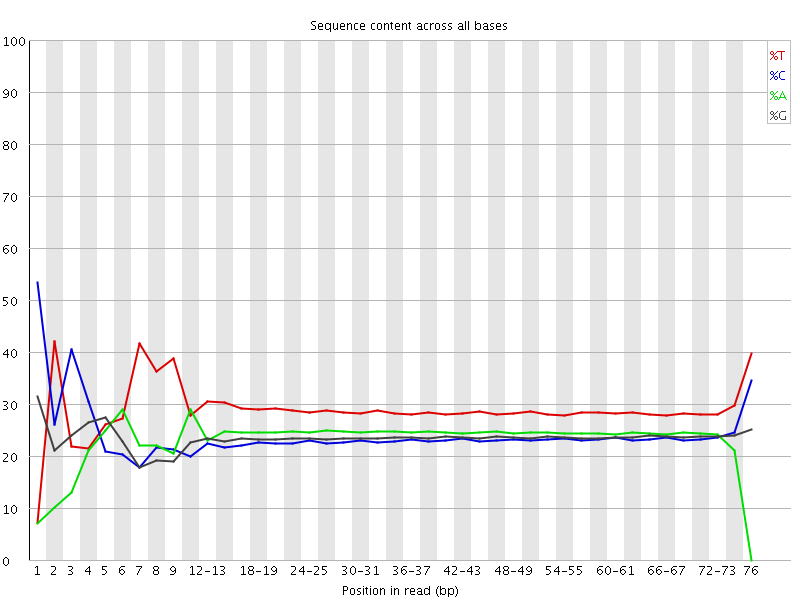 Sequence content across all bases
100
90
80
70
60
50
40
30
20
10
0
%T
%C
%A
%G
1 2 3 4 5 6 7 8 9 12-13 18-19 24-25 30-31 36-37 42-43 48-49 54-55 60-61 66-67 72-73 76
Position in read (bp)